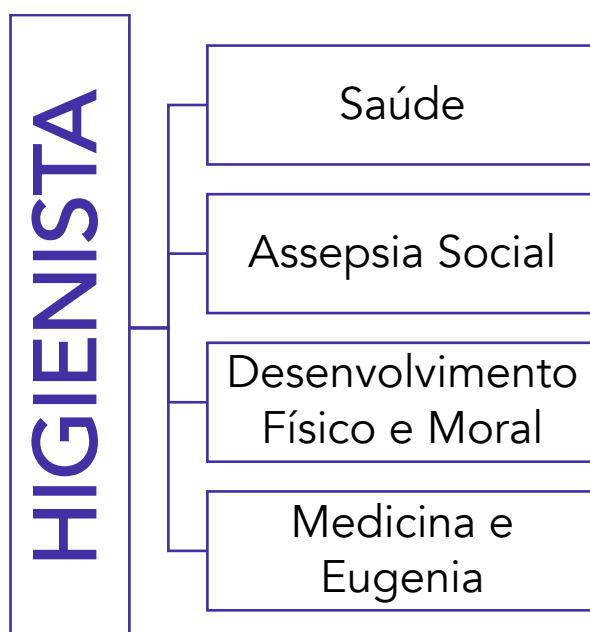 HIGIENISTA
Saúde
Assepsia Social
Desenvolvimento
Físico e Moral
Medicina e
Eugenia